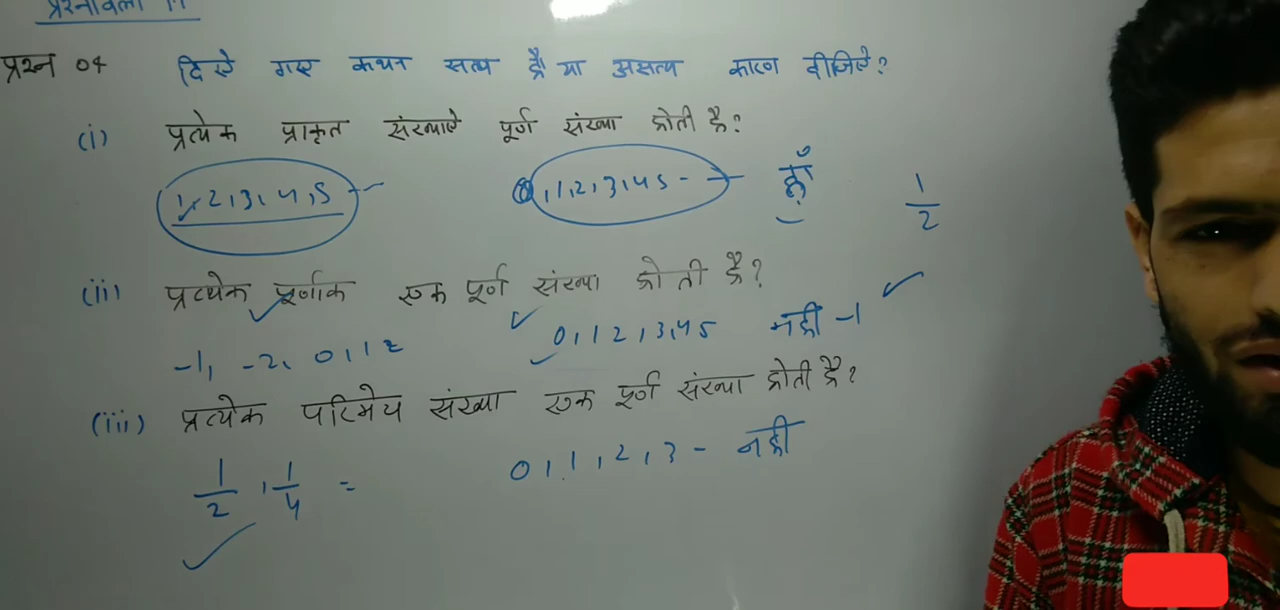 प्रश्नावली 1.1
प्रश्न 04 दिऐ गए कथन सत्य है या असत्य कारण दीजिऐ?
(i) प्रत्येक प्राकृत संख्याऐ पूर्ण संख्या होती है?
1, 2, 3, 4, 5 0, 1, 2, 3, 4 5 - हाँ 1/2
(ii) प्रत्येक पूर्णाक एक पूर्ण संख्या होती है?
-1, -2, 0, 1 2 0, 1 2, 3, 4 5 नही -1
(iii) प्रत्येक परिमेय संख्या एक पूर्ण संख्या होती है?
1/2, 1/4 = 0, 1, 2, 3 - नही